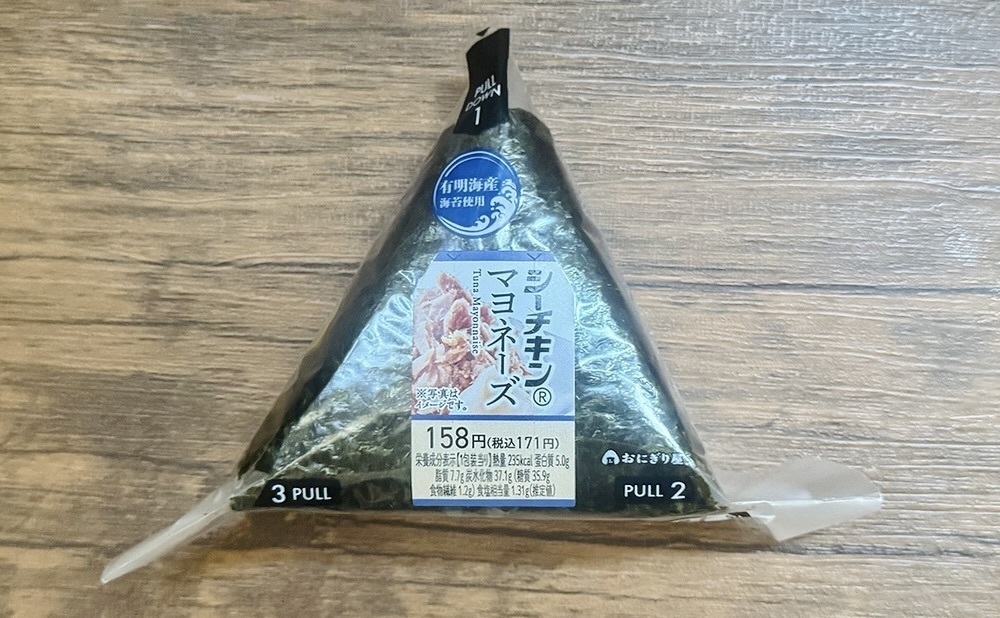 PULL
DOWN
1
有明海産
海苔使用
シーチキン®
マヨネーズ
Tuna Mayonnaise
※写真は
イメージです。
158円(税込171円)
栄養成分表示【1包装当り】熱量 235kcal 蛋白質 5.0g
脂質 7.7g 炭水化物 37.1g (糖質 35.9g
食物繊維 1.2g) 食塩相当量 1.31g(推定値)
おにぎり屋
3 PULL
PULL 2